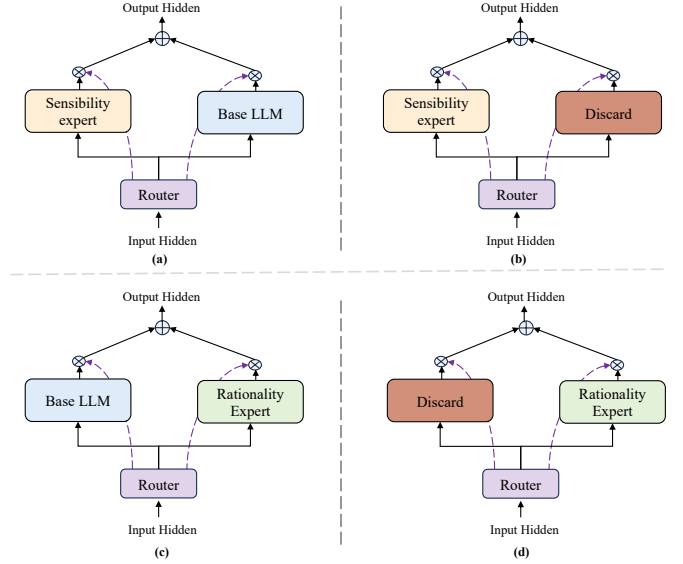 Output Hidden
Sensibility
expert
Base LLM
Router
Input Hidden
(a)
Output Hidden
Sensibility
expert
Discard
Router
Input Hidden
(b)
Output Hidden
Base LLM
Rationality
Expert
Router
Input Hidden
(c)
Output Hidden
Discard
Rationality
Expert
Router
Input Hidden
(d)